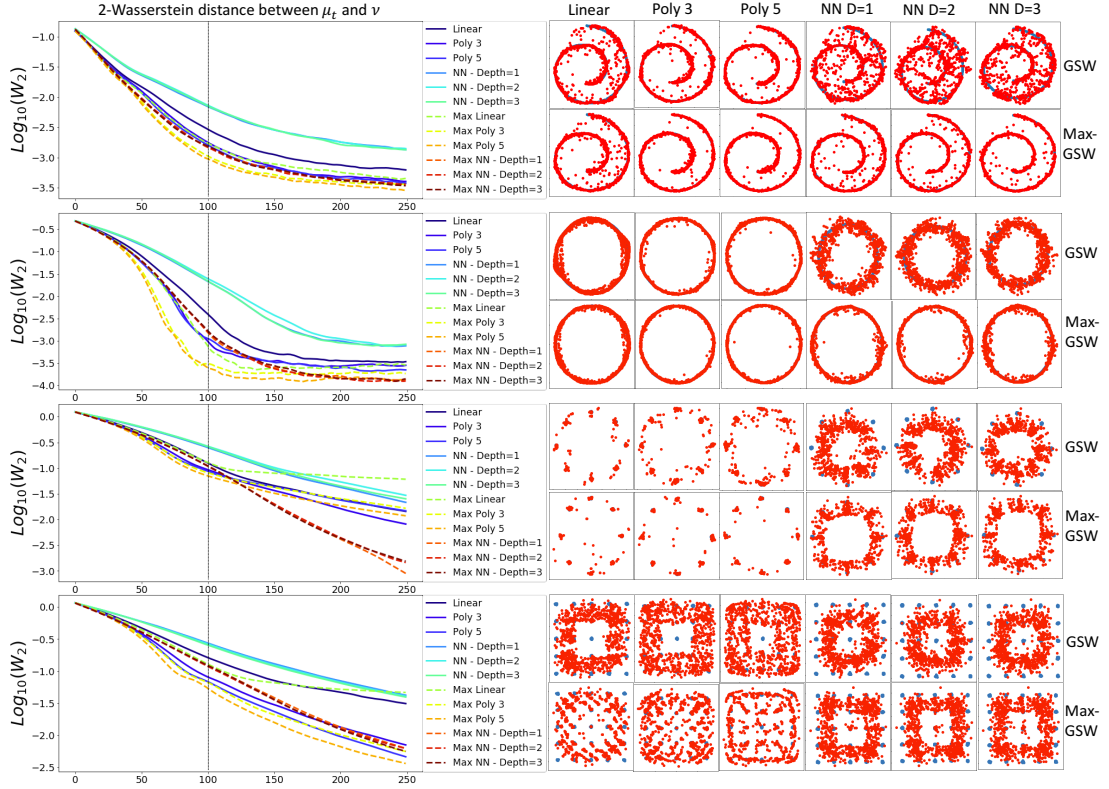 2-Wasserstein distance between μ_t and ν
Linear Poly 3 Poly 5 NN D=1 NN D=2 NN D=3
Log₁₀(W₂)
−1.0
−1.5
−2.0
−2.5
−3.0
−3.5
0 50 100 150 200 250
Linear
Poly 3
Poly 5
NN - Depth=1
NN - Depth=2
NN - Depth=3
Max Linear
Max Poly 3
Max Poly 5
Max NN - Depth=1
Max NN - Depth=2
Max NN - Depth=3
GSW
Max-
GSW
Log₁₀(W₂)
−0.5
−1.0
−1.5
−2.0
−2.5
−3.0
−3.5
−4.0
0 50 100 150 200 250
Linear
Poly 3
Poly 5
NN - Depth=1
NN - Depth=2
NN - Depth=3
Max Linear
Max Poly 3
Max Poly 5
Max NN - Depth=1
Max NN - Depth=2
Max NN - Depth=3
GSW
Max-
GSW
Log₁₀(W₂)
0.0
−0.5
−1.0
−1.5
−2.0
−2.5
−3.0
0 50 100 150 200 250
Linear
Poly 3
Poly 5
NN - Depth=1
NN - Depth=2
NN - Depth=3
Max Linear
Max Poly 3
Max Poly 5
Max NN - Depth=1
Max NN - Depth=2
Max NN - Depth=3
GSW
Max-
GSW
Log₁₀(W₂)
0.0
−0.5
−1.0
−1.5
−2.0
−2.5
0 50 100 150 200 250
Linear
Poly 3
Poly 5
NN - Depth=1
NN - Depth=2
NN - Depth=3
Max Linear
Max Poly 3
Max Poly 5
Max NN - Depth=1
Max NN - Depth=2
Max NN - Depth=3
GSW
Max-
GSW